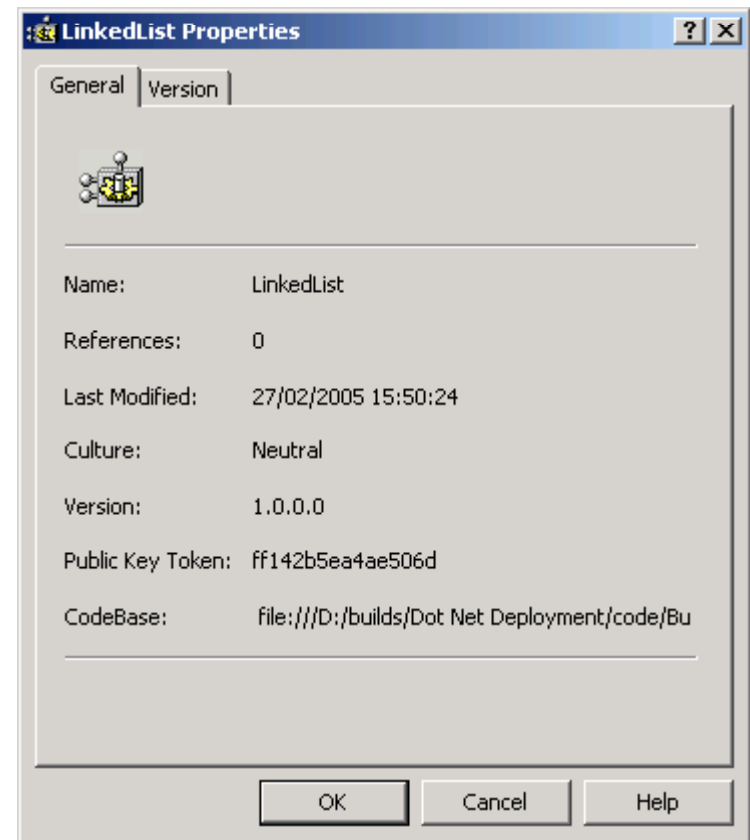 LinkedList Properties
General Version
Name: LinkedList
References: 0
Last Modified: 27/02/2005 15:50:24
Culture: Neutral
Version: 1.0.0.0
Public Key Token: ff142b5ea4ae506d
CodeBase: file:///D:/builds/Dot Net Deployment/code/Bu
OK Cancel Help